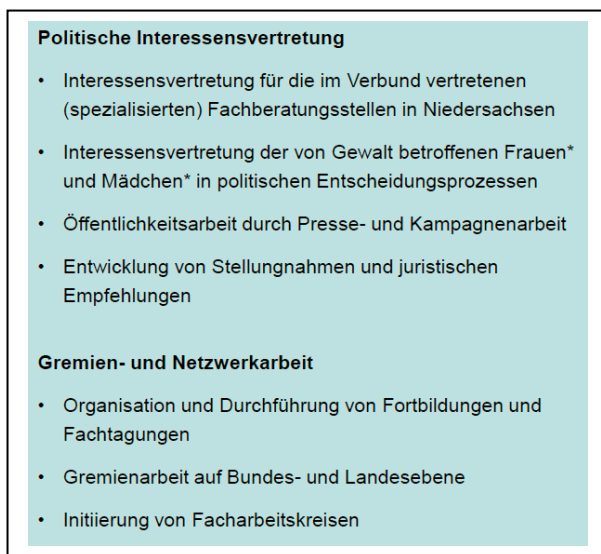 Politische Interessensvertretung
• Interessensvertretung für die im Verbund vertretenen
(spezialisierten) Fachberatungsstellen in Niedersachsen
• Interessensvertretung der von Gewalt betroffenen Frauen*
und Mädchen* in politischen Entscheidungsprozessen
• Öffentlichkeitsarbeit durch Presse- und Kampagnenarbeit
• Entwicklung von Stellungnahmen und juristischen
Empfehlungen
Gremien- und Netzwerkarbeit
• Organisation und Durchführung von Fortbildungen und
Fachtagungen
• Gremienarbeit auf Bundes- und Landesebene
• Initiierung von Facharbeitskreisen